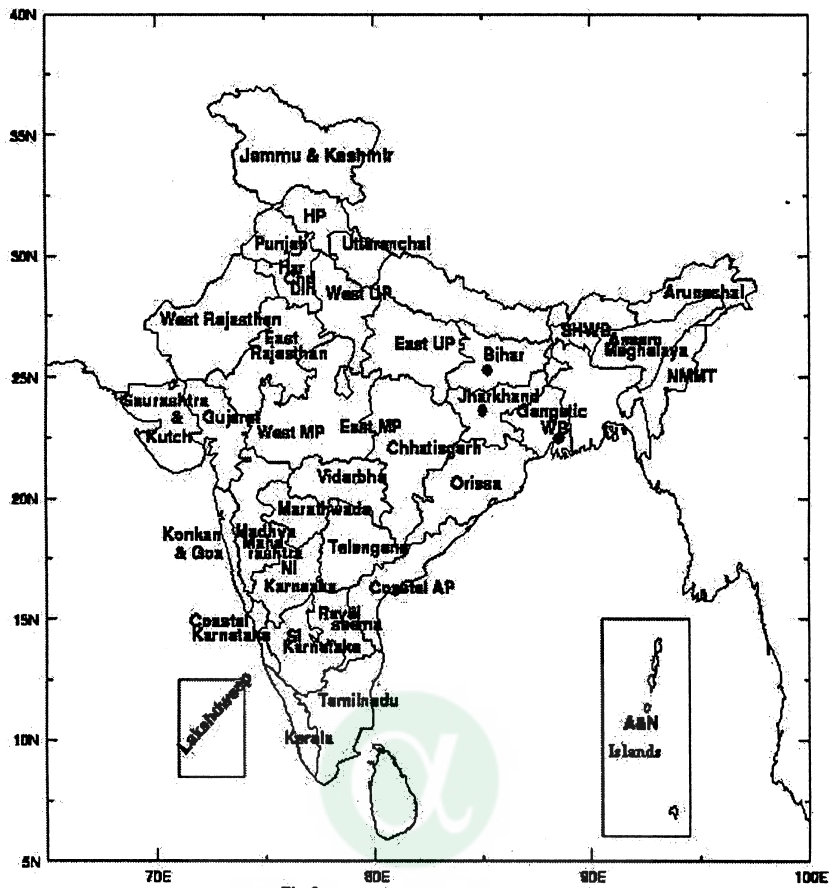 40N
35N
30N
25N
20N
15N
10N
5N
70E
80E
90E
100E
Jammu & Kashmir
HP
Punjab
Uttaranchal
Har
Dlh
West UP
West Rajasthan
East
Rajasthan
East UP
Bihar
SHWB
Arunachal
Assam
Meghalaya
NMMT
Saurashtra
&
Kutch
Gujarat
West MP
East MP
Jharkhand
Gangetic
WB
Chhatisgarh
Orissa
Vidarbha
Marathwada
Konkan
& Goa
Madhya
Maha
rashtra
Telangana
NI
Karnataka
Coastal AP
Rayal
seema
Coastal
Karnataka
SI
Karnataka
Lakshdweep
Tamilnadu
Kerala
A&N
Islands
α